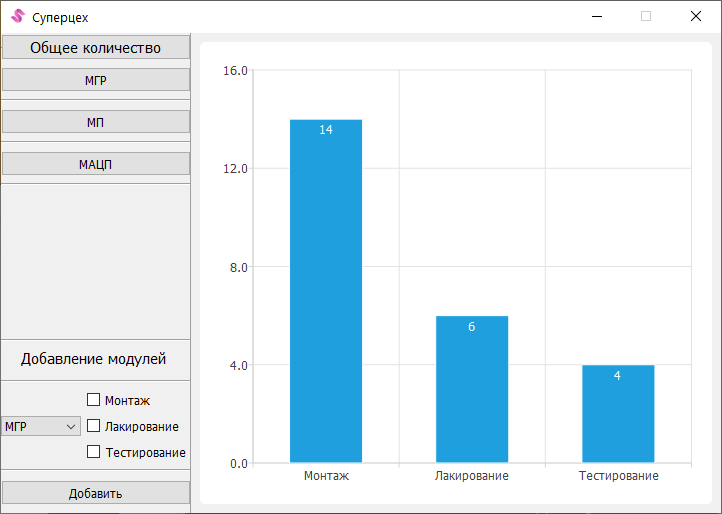 Суперцех
Общее количество
МГР
МП
МАЦП
Добавление модулей
МГР
Монтаж
Лакирование
Тестирование
Добавить
16.0
12.0
8.0
4.0
0.0
14
6
4
Монтаж
Лакирование
Тестирование